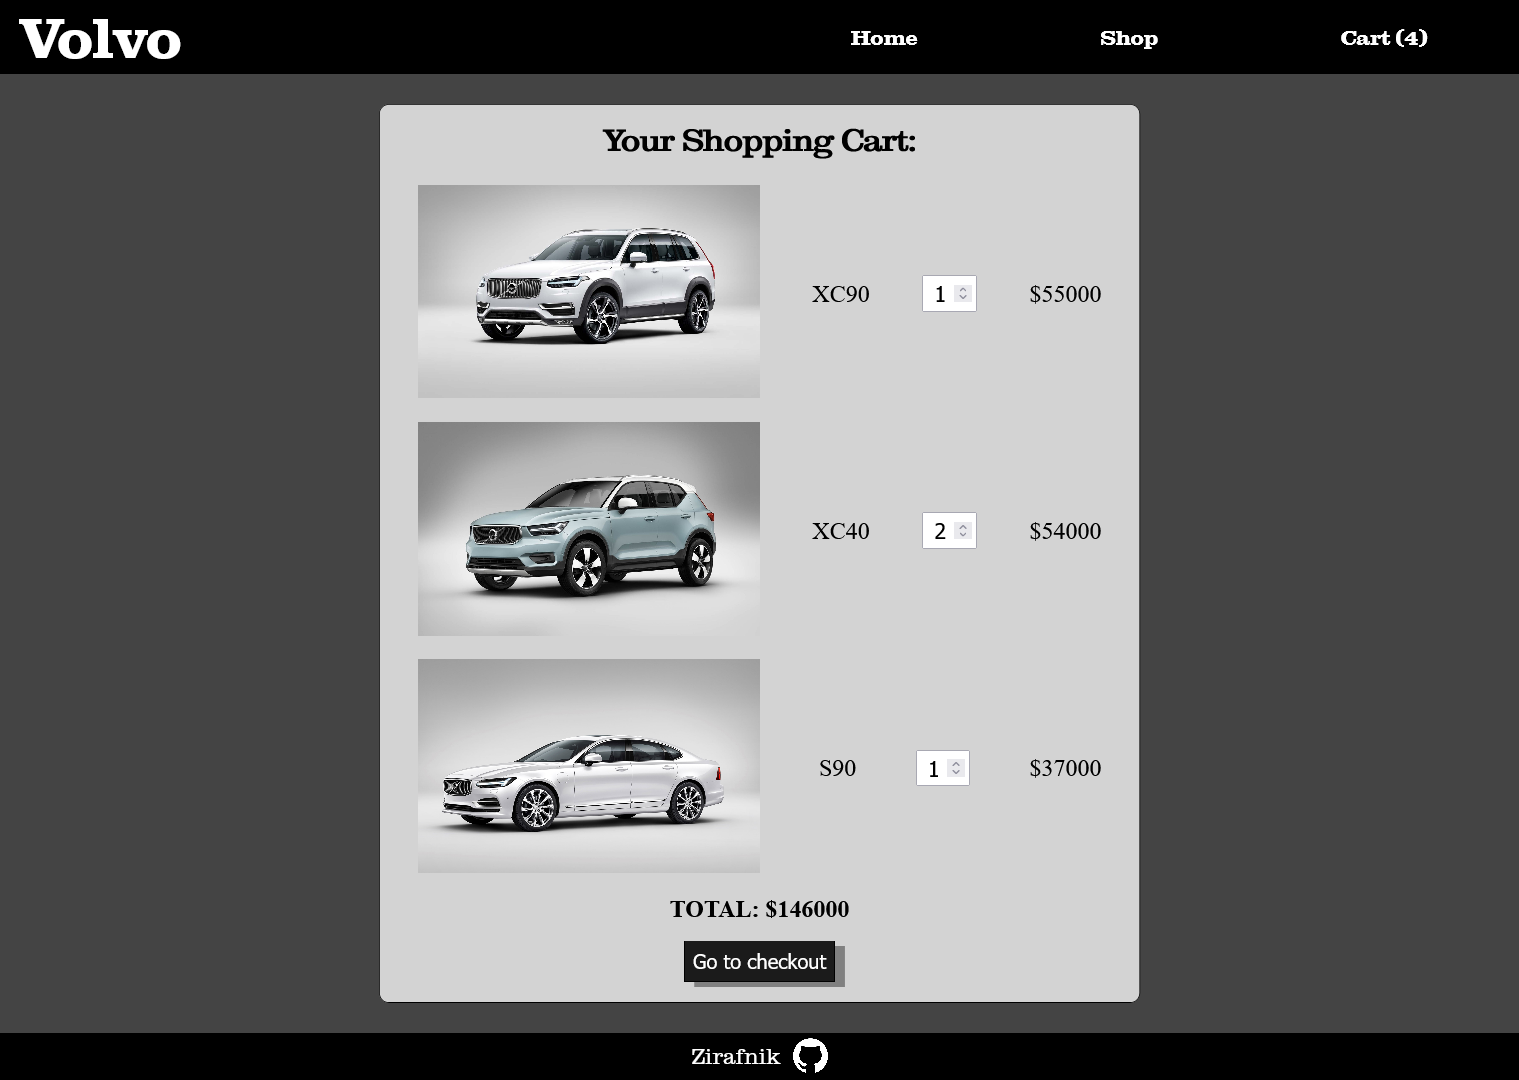 Volvo
Home Shop Cart (4)
Your Shopping Cart:
XC90 1 $55000
XC40 2 $54000
S90 1 $37000
TOTAL: $146000
Go to checkout
Zirafnik